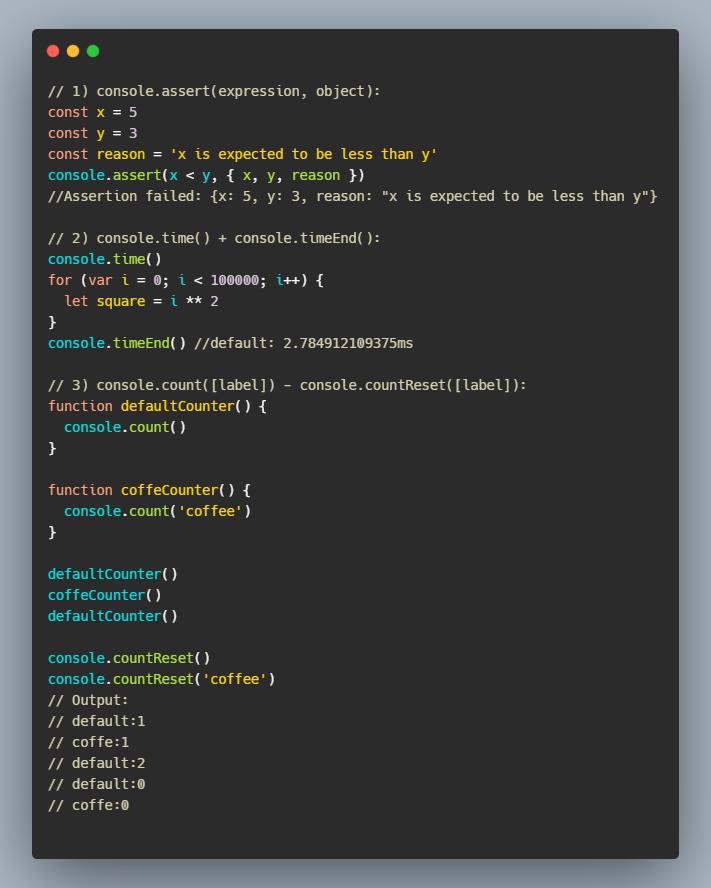 // 1) console.assert(expression, object):
const x = 5
const y = 3
const reason = 'x is expected to be less than y'
console.assert(x < y, { x, y, reason })
//Assertion failed: {x: 5, y: 3, reason: "x is expected to be less than y"}

// 2) console.time() + console.timeEnd():
console.time()
for (var i = 0; i < 100000; i++) {
  let square = i ** 2
}
console.timeEnd() //default: 2.784912109375ms

// 3) console.count([label]) - console.countReset([label]):
function defaultCounter() {
  console.count()
}

function coffeCounter() {
  console.count('coffee')
}

defaultCounter()
coffeCounter()
defaultCounter()

console.countReset()
console.countReset('coffee')
// Output:
// default:1
// coffe:1
// default:2
// default:0
// coffe:0